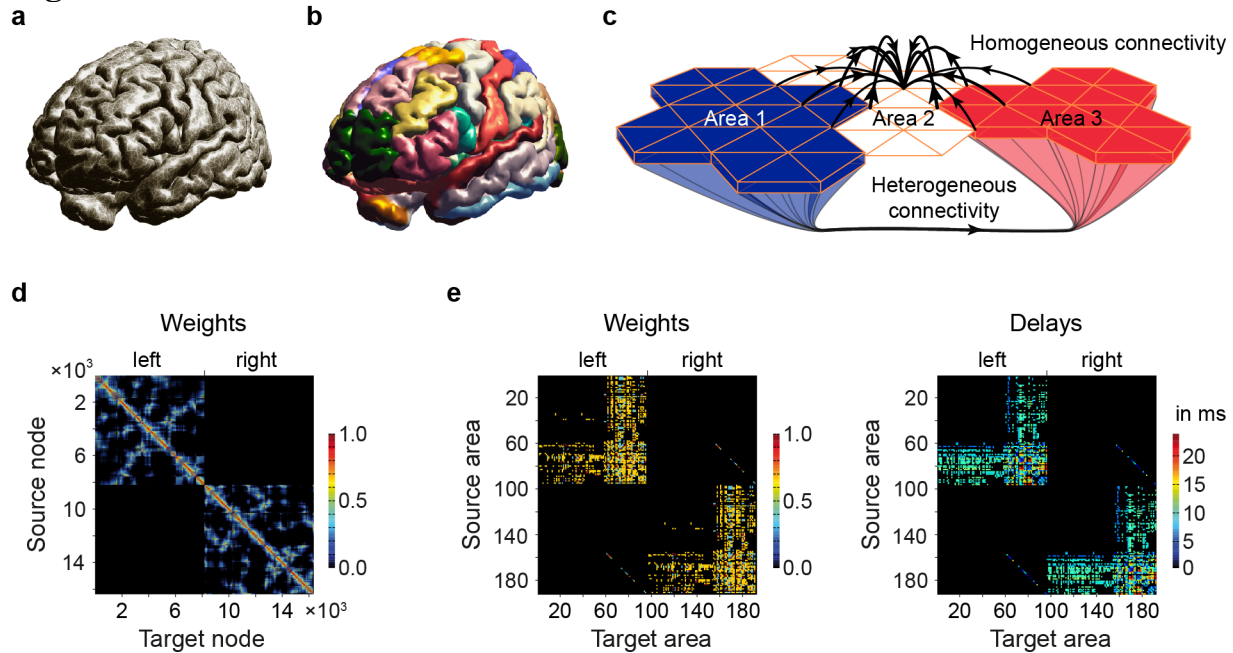 a
b
c
Homogeneous connectivity
Area 1
Area 2
Area 3
Heterogeneous
connectivity
d
Weights
left
right
×10³
2
6
10
14
Source node
2
6
10
14
×10³
Target node
1.0
0.5
0.0
e
Weights
left
right
20
60
100
140
180
Source area
20
60
100
140
180
Target area
1.0
0.5
0.0
Delays
left
right
20
60
100
140
180
Source area
20
60
100
140
180
Target area
in ms
20
15
10
5
0